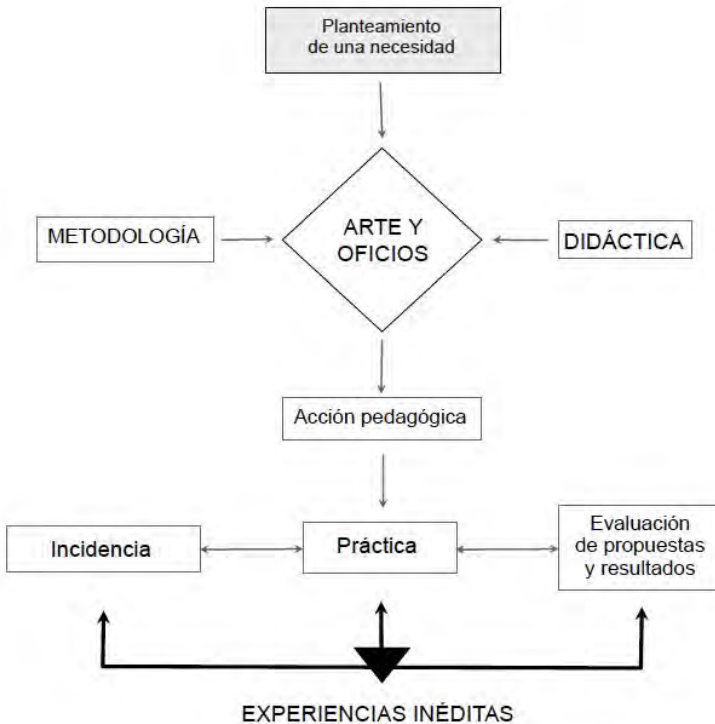 Planteamiento
de una necesidad
METODOLOGÍA
ARTE Y
OFICIOS
DIDÁCTICA
Acción pedagógica
Incidencia
Práctica
Evaluación
de propuestas
y resultados
EXPERIENCIAS INÉDITAS